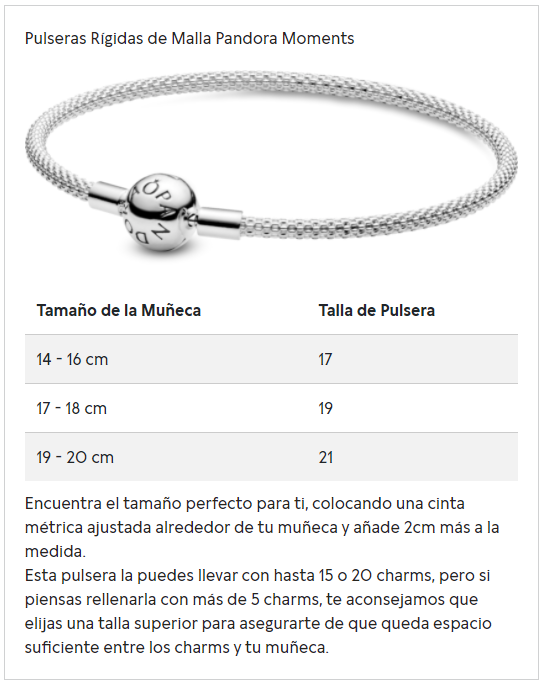 Pulseras Rígidas de Malla Pandora Moments
PANDO
Tamaño de la Muñeca Talla de Pulsera
14 - 16 cm 17
17 - 18 cm 19
19 - 20 cm 21
Encuentra el tamaño perfecto para ti, colocando una cinta
métrica ajustada alrededor de tu muñeca y añade 2cm más a la
medida.
Esta pulsera la puedes llevar con hasta 15 o 20 charms, pero si
piensas rellenarla con más de 5 charms, te aconsejamos que
elijas una talla superior para asegurarte de que queda espacio
suficiente entre los charms y tu muñeca.